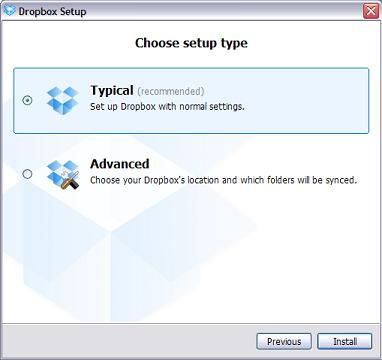 Dropbox Setup
Choose setup type
Typical (recommended)
Set up Dropbox with normal settings.
Advanced
Choose your Dropbox's location and which folders will be synced.
Previous Install